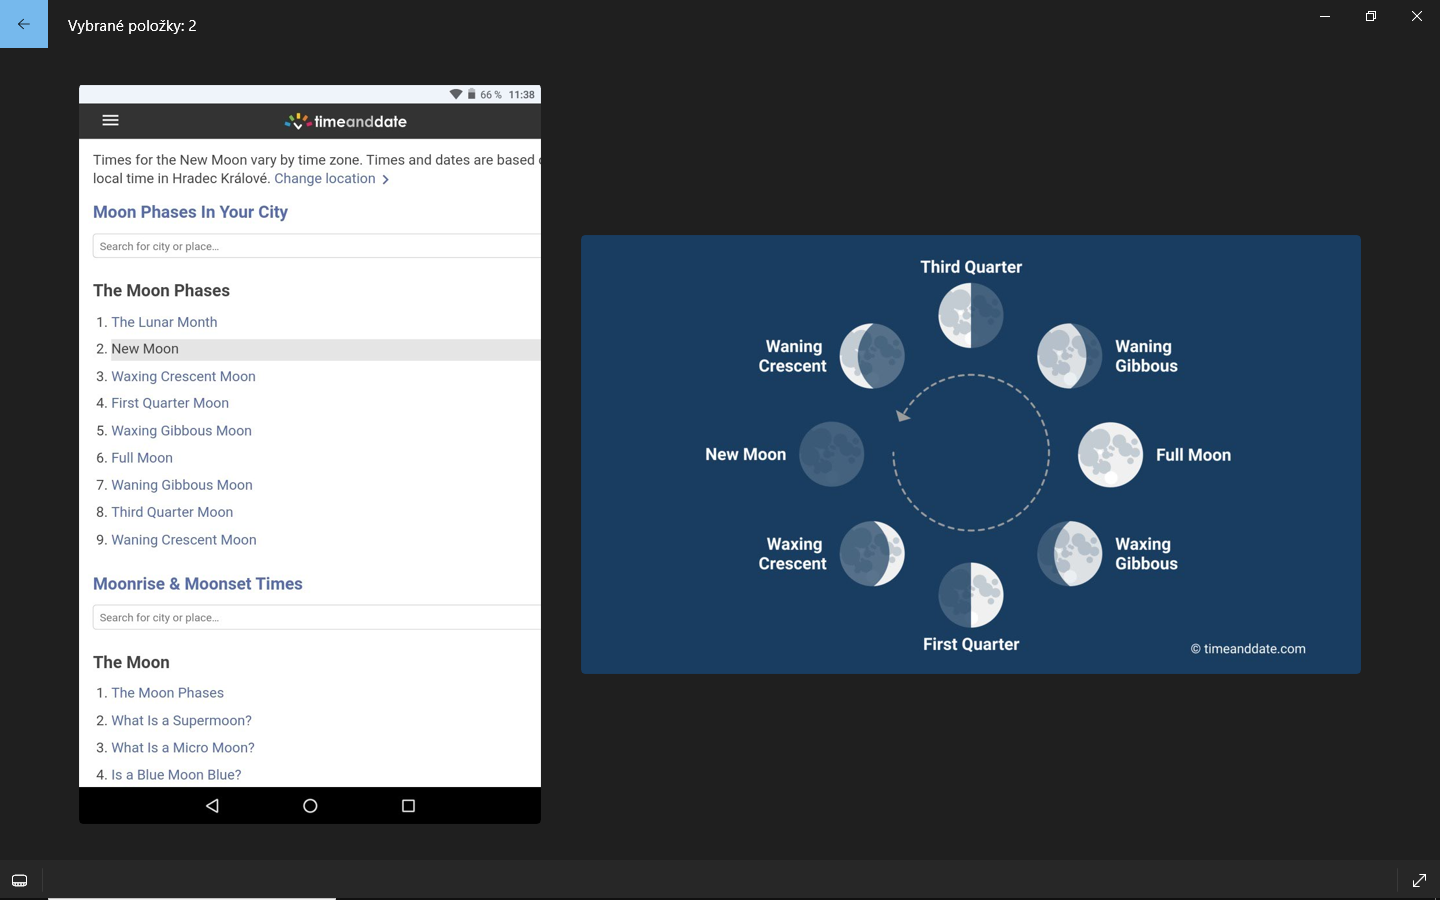 Vybrané položky: 2
66 % 11:38
timeanddate
Times for the New Moon vary by time zone. Times and dates are based
local time in Hradec Králové. Change location
Moon Phases In Your City
Search for city or place...
The Moon Phases
1. The Lunar Month
2. New Moon
3. Waxing Crescent Moon
4. First Quarter Moon
5. Waxing Gibbous Moon
6. Full Moon
7. Waning Gibbous Moon
8. Third Quarter Moon
9. Waning Crescent Moon
Moonrise & Moonset Times
Search for city or place...
The Moon
1. The Moon Phases
2. What Is a Supermoon?
3. What Is a Micro Moon?
4. Is a Blue Moon Blue?
Third Quarter
Waning
Crescent
Waning
Gibbous
New Moon
Full Moon
Waxing
Crescent
Waxing
Gibbous
First Quarter
© timeanddate.com